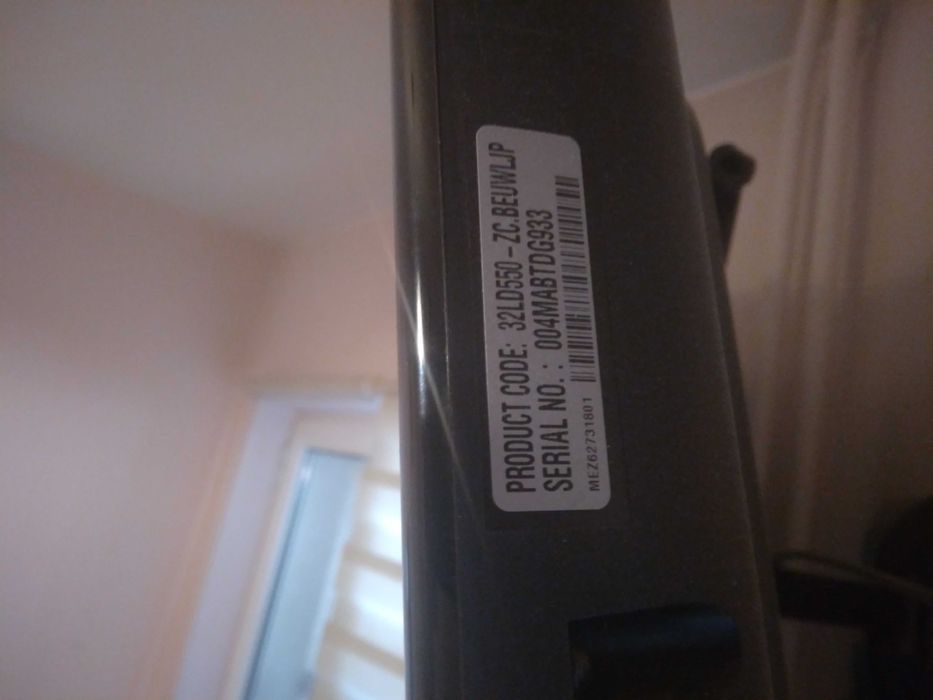 PRODUCT CODE: 32LD550-ZC.BEUWLJP
SERIAL NO. : 004MABTDG933
MEZ62731801